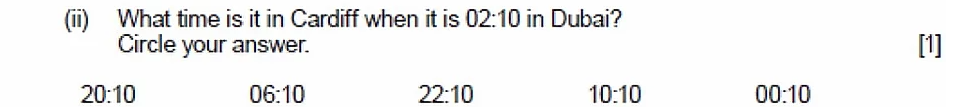 (ii) What time is it in Cardiff when it is 02:10 in Dubai?
Circle your answer. [1]
20:10 06:10 22:10 10:10 00:10